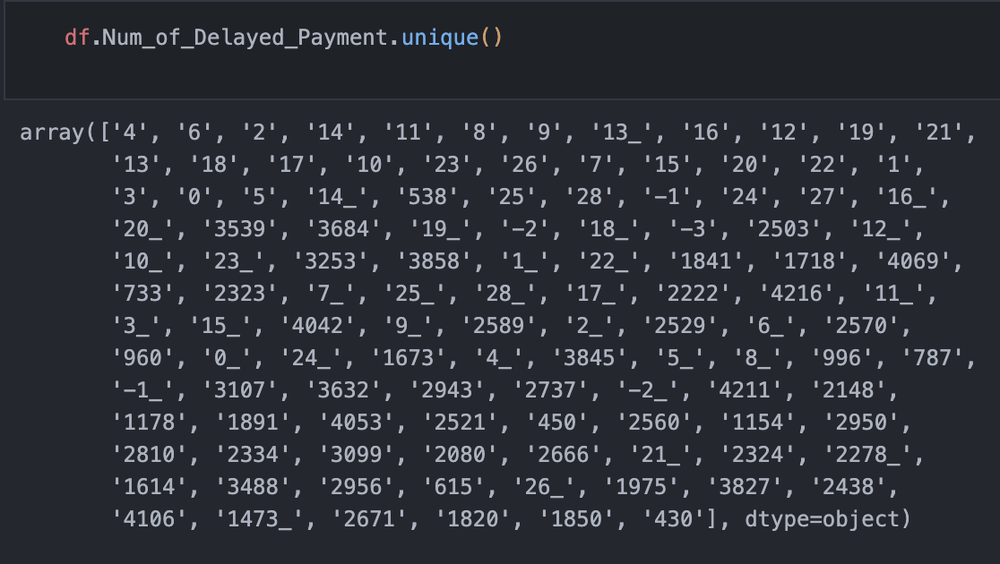 df.Num_of_Delayed_Payment.unique()
array(['4', '6', '2', '14', '11', '8', '9', '13_', '16', '12', '19', '21',
'13', '18', '17', '10', '23', '26', '7', '15', '20', '22', '1',
'3', '0', '5', '14_', '538', '25', '28', '-1', '24', '27', '16_',
'20_', '3539', '3684', '19_', '-2', '18_', '-3', '2503', '12_',
'10_', '23_', '3253', '3858', '1_', '22_', '1841', '1718', '4069',
'733', '2323', '7_', '25_', '28_', '17_', '2222', '4216', '11_',
'3_', '15_', '4042', '9_', '2589', '2_', '2529', '6_', '2570',
'960', '0_', '24_', '1673', '4_', '3845', '5_', '8_', '996', '787',
'-1_', '3107', '3632', '2943', '2737', '-2_', '4211', '2148',
'1178', '1891', '4053', '2521', '450', '2560', '1154', '2950',
'2810', '2334', '3099', '2080', '2666', '21_', '2324', '2278_',
'1614', '3488', '2956', '615', '26_', '1975', '3827', '2438',
'4106', '1473_', '2671', '1820', '1850', '430'], dtype=object)